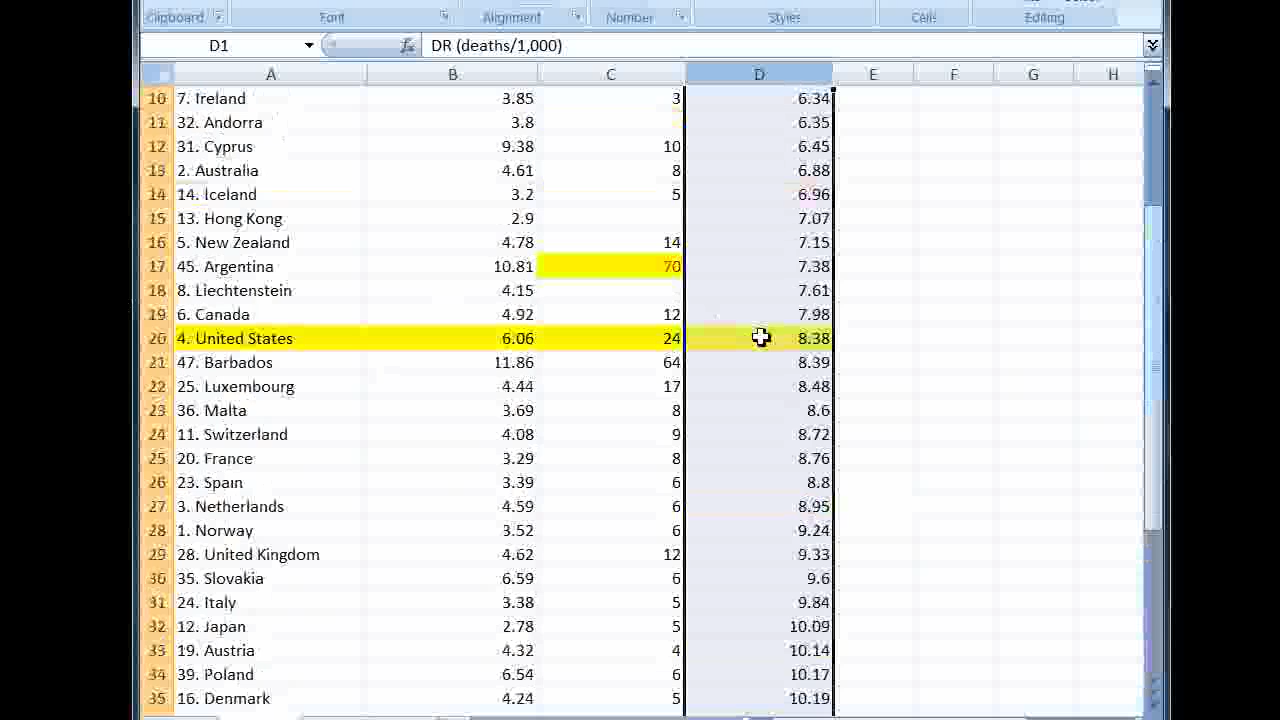 Clipboard Font Alignment Number Styles Cells Editing
D1 fx DR (deaths/1,000)
A B C D E F G H
10 7. Ireland 3.85 3 6.34
11 32. Andorra 3.8 6.35
12 31. Cyprus 9.38 10 6.45
13 2. Australia 4.61 8 6.88
14 14. Iceland 3.2 5 6.96
15 13. Hong Kong 2.9 7.07
16 5. New Zealand 4.78 14 7.15
17 45. Argentina 10.81 70 7.38
18 8. Liechtenstein 4.15 7.61
19 6. Canada 4.92 12 7.98
20 4. United States 6.06 24 8.38
21 47. Barbados 11.86 64 8.39
22 25. Luxembourg 4.44 17 8.48
23 36. Malta 3.69 8 8.6
24 11. Switzerland 4.08 9 8.72
25 20. France 3.29 8 8.76
26 23. Spain 3.39 6 8.8
27 3. Netherlands 4.59 6 8.95
28 1. Norway 3.52 6 9.24
29 28. United Kingdom 4.62 12 9.33
30 35. Slovakia 6.59 6 9.6
31 24. Italy 3.38 5 9.84
32 12. Japan 2.78 5 10.09
33 19. Austria 4.32 4 10.14
34 39. Poland 6.54 6 10.17
35 16. Denmark 4.24 5 10.19